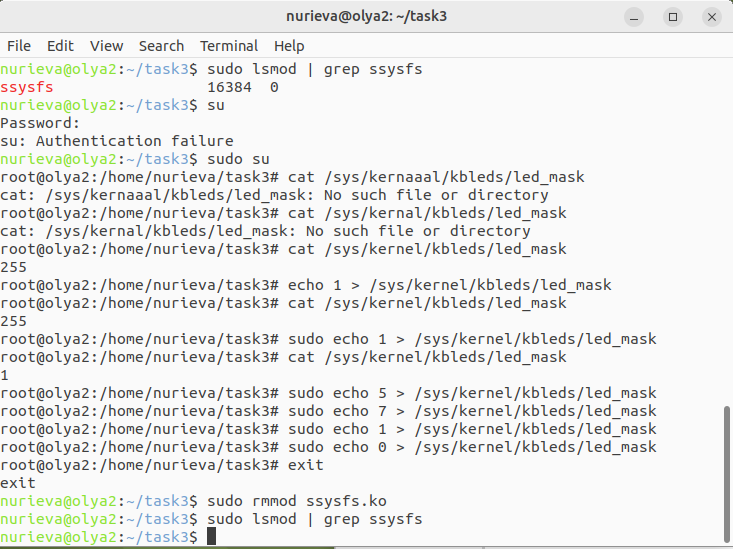 nurieva@olya2: ~/task3
File Edit View Search Terminal Help
nurieva@olya2:~/task3$ sudo lsmod | grep ssysfs
ssysfs                 16384  0
nurieva@olya2:~/task3$ su
Password:
su: Authentication failure
nurieva@olya2:~/task3$ sudo su
root@olya2:/home/nurieva/task3# cat /sys/kernaaal/kbleds/led_mask
cat: /sys/kernaaal/kbleds/led_mask: No such file or directory
root@olya2:/home/nurieva/task3# cat /sys/kernal/kbleds/led_mask
cat: /sys/kernal/kbleds/led_mask: No such file or directory
root@olya2:/home/nurieva/task3# cat /sys/kernel/kbleds/led_mask
255
root@olya2:/home/nurieva/task3# echo 1 > /sys/kernel/kbleds/led_mask
root@olya2:/home/nurieva/task3# cat /sys/kernel/kbleds/led_mask
255
root@olya2:/home/nurieva/task3# sudo echo 1 > /sys/kernel/kbleds/led_mask
root@olya2:/home/nurieva/task3# cat /sys/kernel/kbleds/led_mask
1
root@olya2:/home/nurieva/task3# sudo echo 5 > /sys/kernel/kbleds/led_mask
root@olya2:/home/nurieva/task3# sudo echo 7 > /sys/kernel/kbleds/led_mask
root@olya2:/home/nurieva/task3# sudo echo 1 > /sys/kernel/kbleds/led_mask
root@olya2:/home/nurieva/task3# sudo echo 0 > /sys/kernel/kbleds/led_mask
root@olya2:/home/nurieva/task3# exit
exit
nurieva@olya2:~/task3$ sudo rmmod ssysfs.ko
nurieva@olya2:~/task3$ sudo lsmod | grep ssysfs
nurieva@olya2:~/task3$